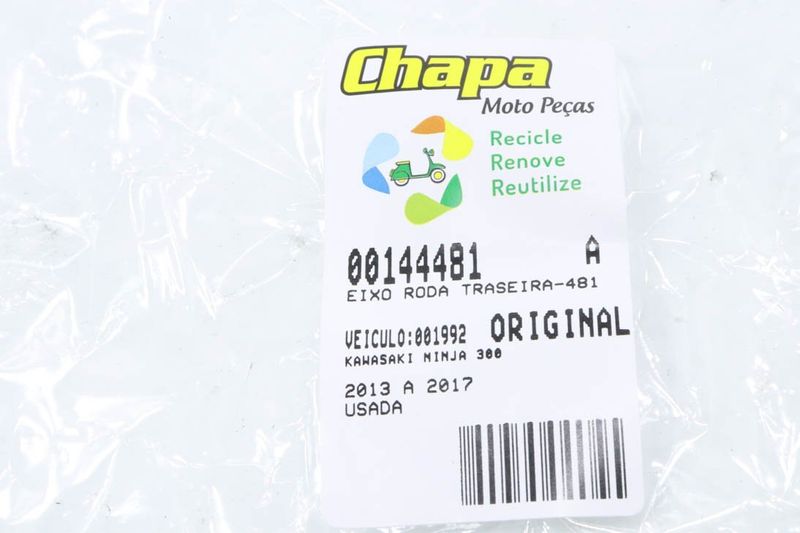 Chapa
Moto Peças
Recicle
Renove
Reutilize
00144481 A
EIXO RODA TRASEIRA-481
VEICULO:001992 ORIGINAL
KAWASAKI NINJA 300
2013 A 2017
USADA